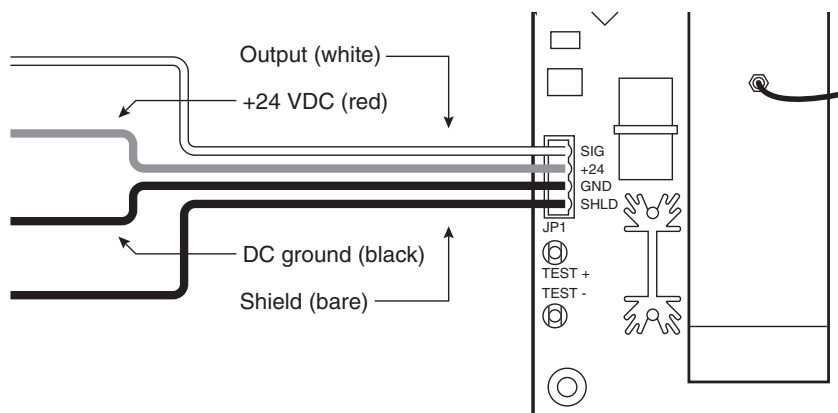 Output (white)
+24 VDC (red)
SIG
+24
GND
SHLD
JP1
DC ground (black)
TEST +
TEST -
Shield (bare)